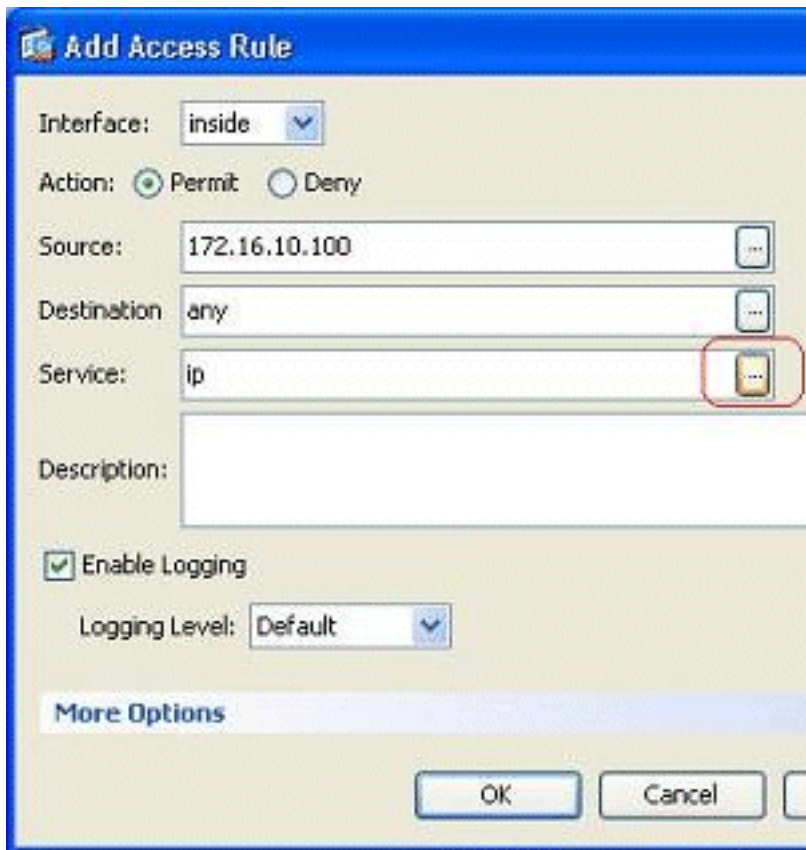 Add Access Rule
Interface: inside
Action: Permit Deny
Source: 172.16.10.100 ...
Destination any ...
Service: ip ...
Description:
Enable Logging
Logging Level: Default
More Options
OK Cancel